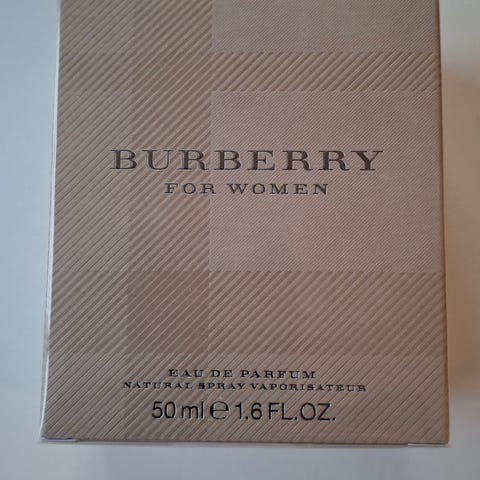 BURBERRY
FOR WOMEN
EAU DE PARFUM
NATURAL SPRAY VAPORISATEUR
50 ml e 1.6 FL.OZ.